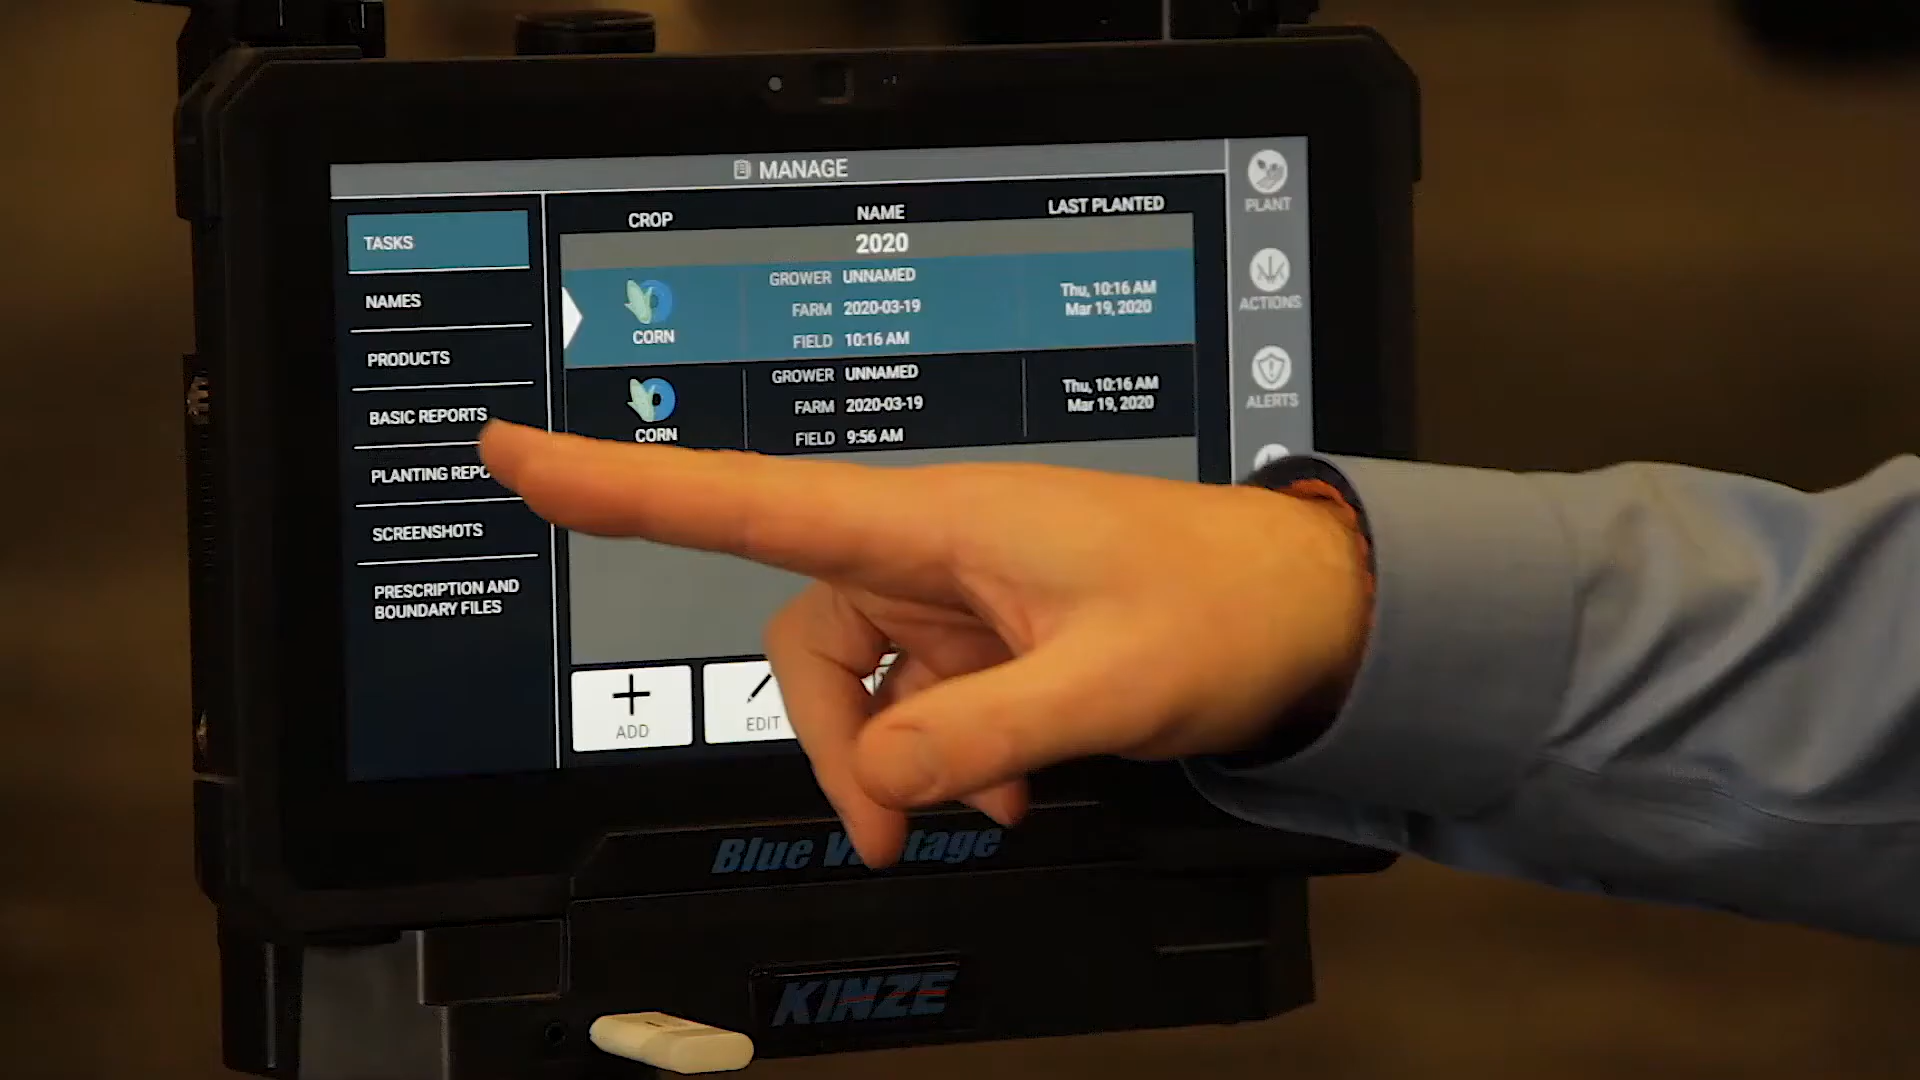 MANAGE
TASKS
NAMES
PRODUCTS
BASIC REPORTS
PLANTING
SCREENSHOTS
PRESCRIPTION AND
BOUNDARY FILES
CROP NAME LAST PLANTED
2020
CORN
GROWER UNNAMED
FARM 2020-03-19
FIELD 10:16 AM
Thu, 10:16 AM
Mar 19, 2020
CORN
GROWER UNNAMED
FARM 2020-03-19
FIELD 9:56 AM
Thu, 10:16 AM
Mar 19, 2020
ADD
EDIT
PLANT
ACTIONS
ALERTS
Blue
KINZE